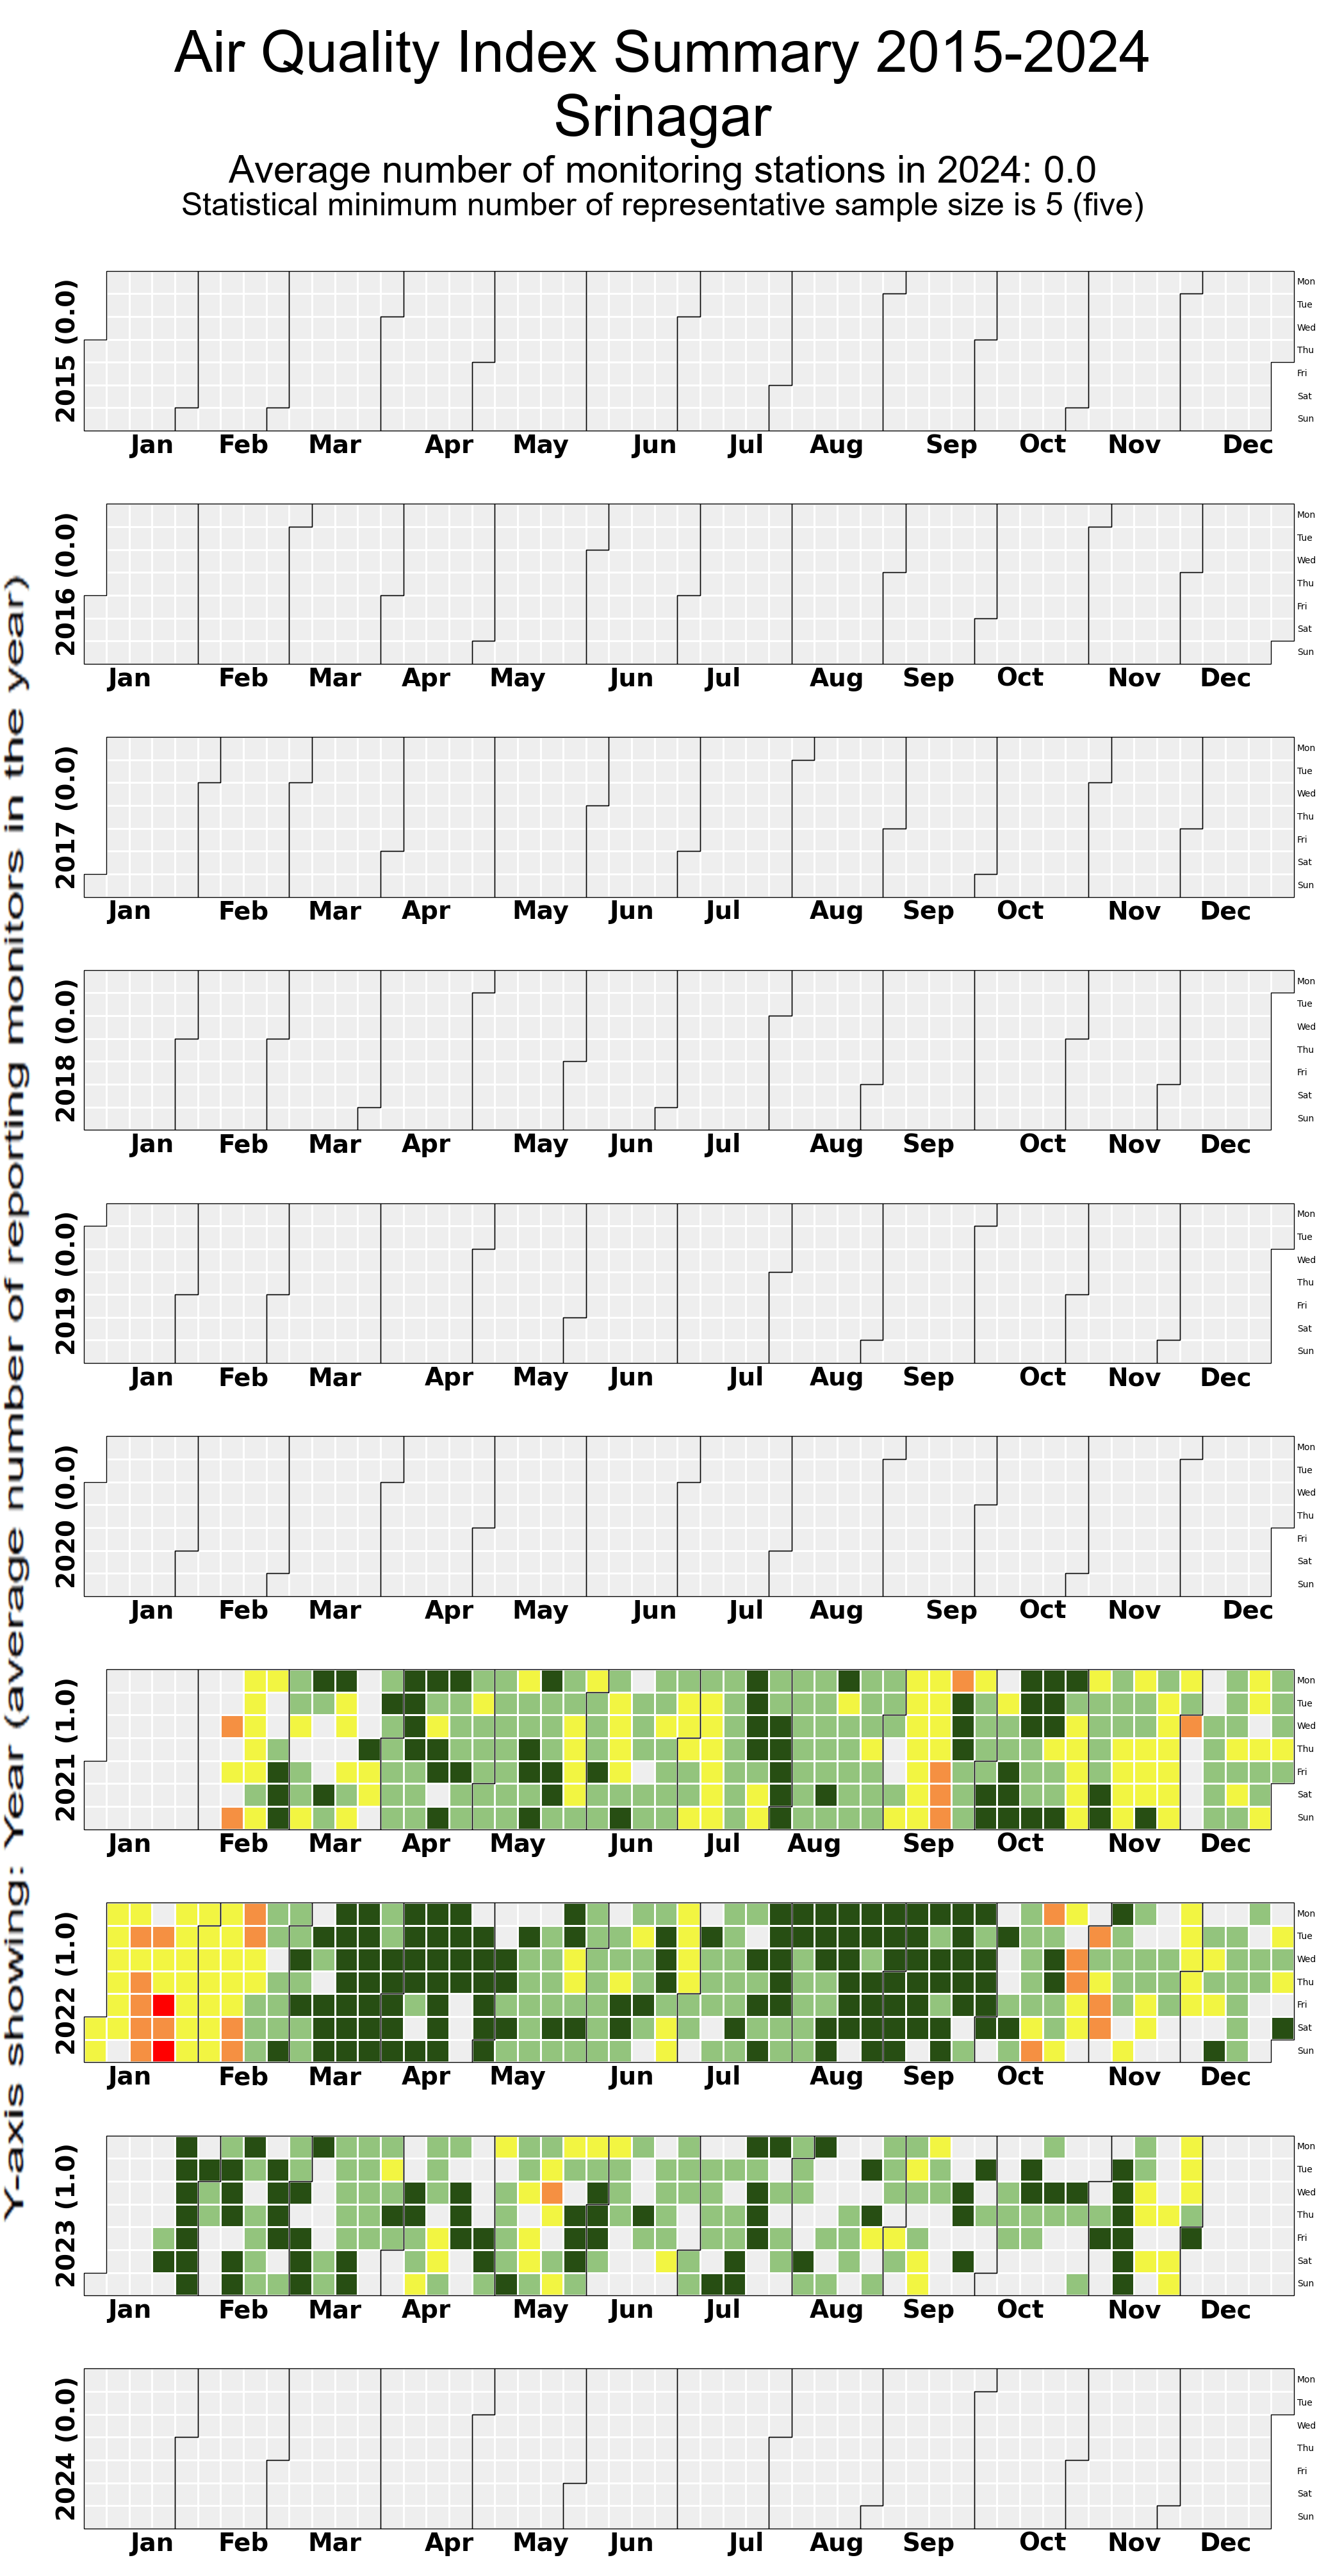 Air Quality Index Summary 2015-2024
Srinagar
Average number of monitoring stations in 2024: 0.0
Statistical minimum number of representative sample size is 5 (five)
Y-axis showing: Year (average number of reporting monitors in the year)
2015 (0.0)
Mon
Tue
Wed
Thu
Fri
Sat
Sun
Jan Feb Mar Apr May Jun Jul Aug Sep Oct Nov Dec
2016 (0.0)
Mon
Tue
Wed
Thu
Fri
Sat
Sun
Jan Feb Mar Apr May Jun Jul Aug Sep Oct Nov Dec
2017 (0.0)
Mon
Tue
Wed
Thu
Fri
Sat
Sun
Jan Feb Mar Apr May Jun Jul Aug Sep Oct Nov Dec
2018 (0.0)
Mon
Tue
Wed
Thu
Fri
Sat
Sun
Jan Feb Mar Apr May Jun Jul Aug Sep Oct Nov Dec
2019 (0.0)
Mon
Tue
Wed
Thu
Fri
Sat
Sun
Jan Feb Mar Apr May Jun Jul Aug Sep Oct Nov Dec
2020 (0.0)
Mon
Tue
Wed
Thu
Fri
Sat
Sun
Jan Feb Mar Apr May Jun Jul Aug Sep Oct Nov Dec
2021 (1.0)
Mon
Tue
Wed
Thu
Fri
Sat
Sun
Jan Feb Mar Apr May Jun Jul Aug Sep Oct Nov Dec
2022 (1.0)
Mon
Tue
Wed
Thu
Fri
Sat
Sun
Jan Feb Mar Apr May Jun Jul Aug Sep Oct Nov Dec
2023 (1.0)
Mon
Tue
Wed
Thu
Fri
Sat
Sun
Jan Feb Mar Apr May Jun Jul Aug Sep Oct Nov Dec
2024 (0.0)
Mon
Tue
Wed
Thu
Fri
Sat
Sun
Jan Feb Mar Apr May Jun Jul Aug Sep Oct Nov Dec